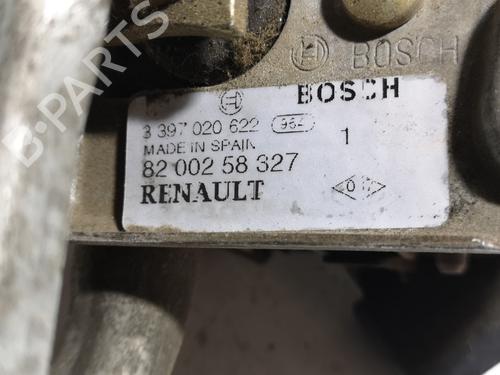 BOSCH
BOSCH
3 397 020 622 964
MADE IN SPAIN
1
82 002 58 327
RENAULT
B-PARTS